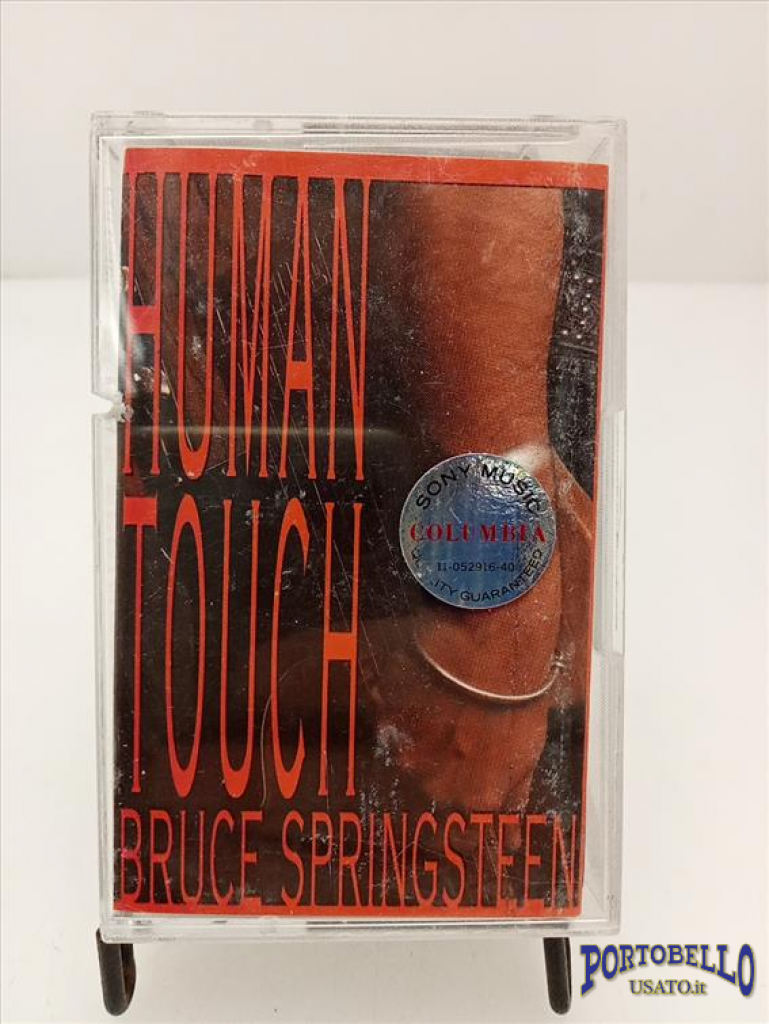 HUMAN
TOUCH
BRUCE SPRINGSTEEN
SONY MUSIC
COLUMBIA
11-052916-40
GUARANTEED
PORTOBELLO
USATO.it